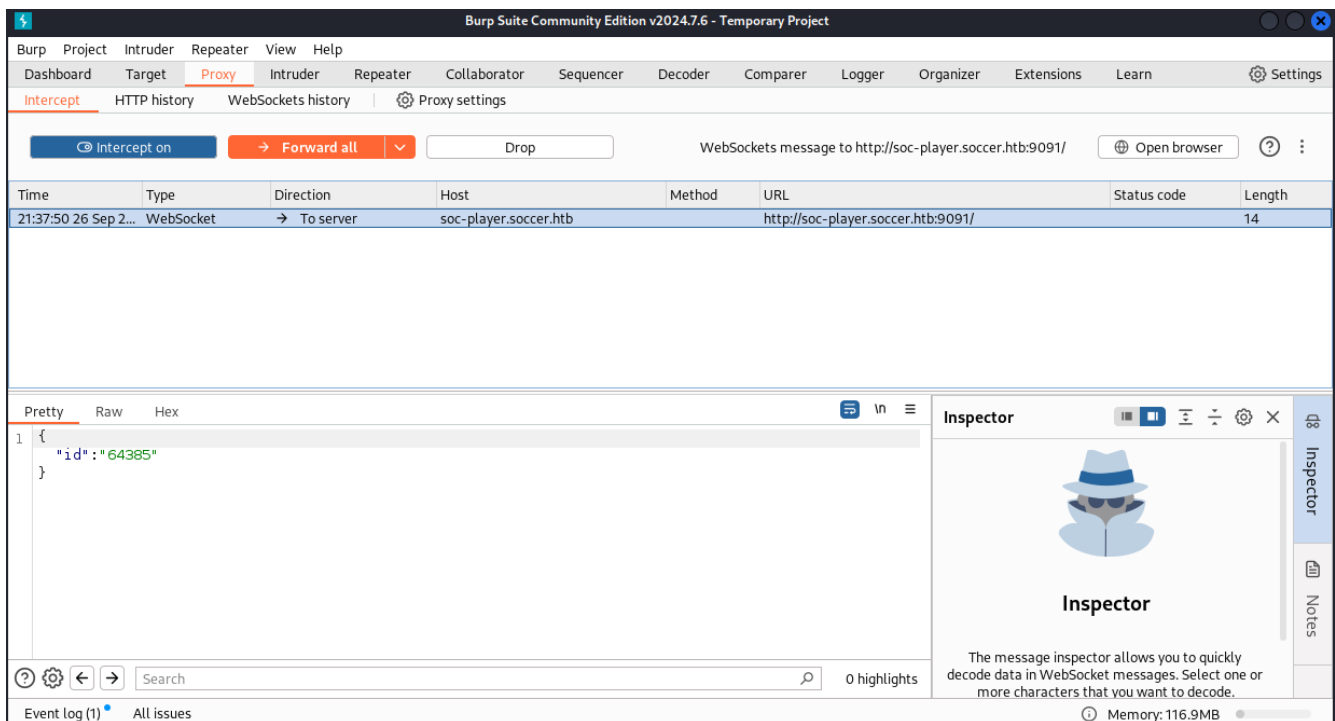 Burp Suite Community Edition v2024.7.6 - Temporary Project
Burp Project Intruder Repeater View Help
Dashboard Target Proxy Intruder Repeater Collaborator Sequencer Decoder Comparer Logger Organizer Extensions Learn Settings
Intercept HTTP history WebSockets history Proxy settings
Intercept on Forward all Drop WebSockets message to http://soc-player.soccer.htb:9091/ Open browser
Time Type Direction Host Method URL Status code Length
21:37:50 26 Sep 2... WebSocket → To server soc-player.soccer.htb http://soc-player.soccer.htb:9091/ 14
Pretty Raw Hex \n
Inspector
1 {
"id":"64385"
}
Inspector
Notes
Inspector
The message inspector allows you to quickly
decode data in WebSocket messages. Select one or
more characters that you want to decode.
Search 0 highlights
Event log (1) All issues Memory: 116.9MB